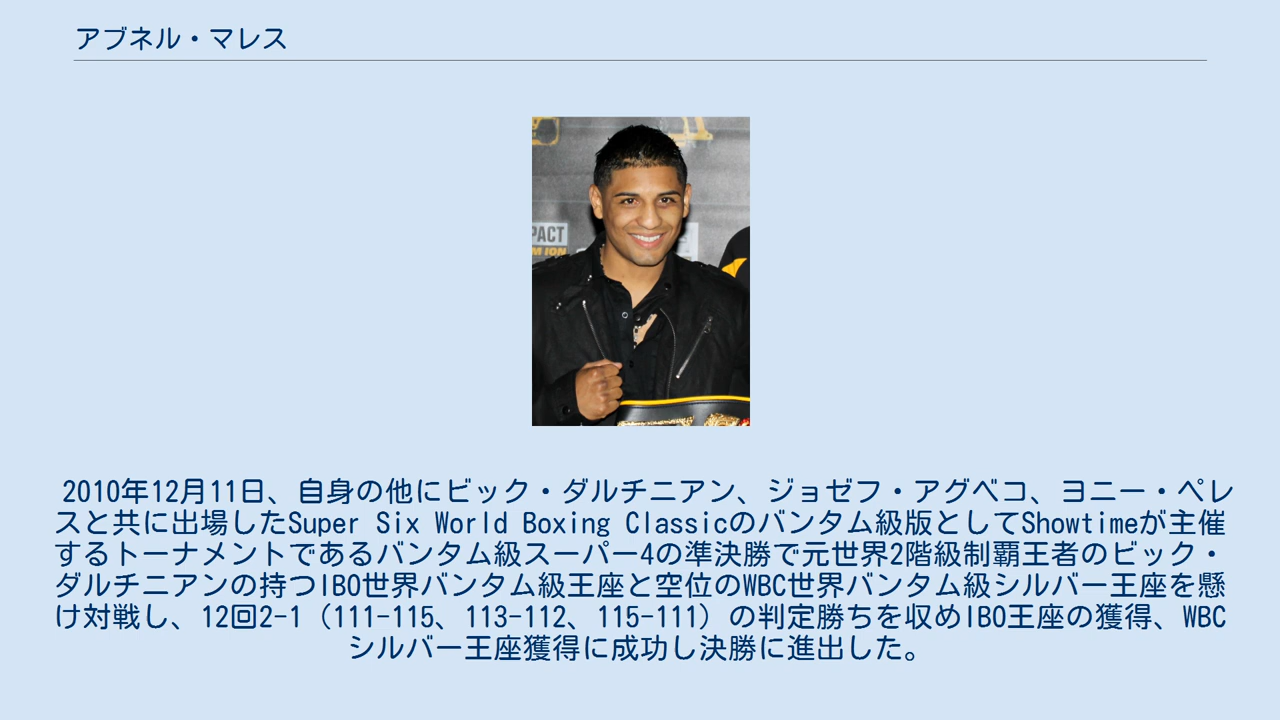 アブネル・マレス
PACT
M ION
2010年12月11日、自身の他にビック・ダルチニアン、ジョゼフ・アグベコ、ヨニー・ペレ
スと共に出場したSuper Six World Boxing Classicのバンタム級版としてShowtimeが主催
するトーナメントであるバンタム級スーパー4の準決勝で元世界2階級制覇王者のビック・
ダルチニアンの持つIBO世界バンタム級王座と空位のWBC世界バンタム級シルバー王座を懸
け対戦し、12回2-1（111-115、113-112、115-111）の判定勝ちを収めIBO王座の獲得、WBC
シルバー王座獲得に成功し決勝に進出した。